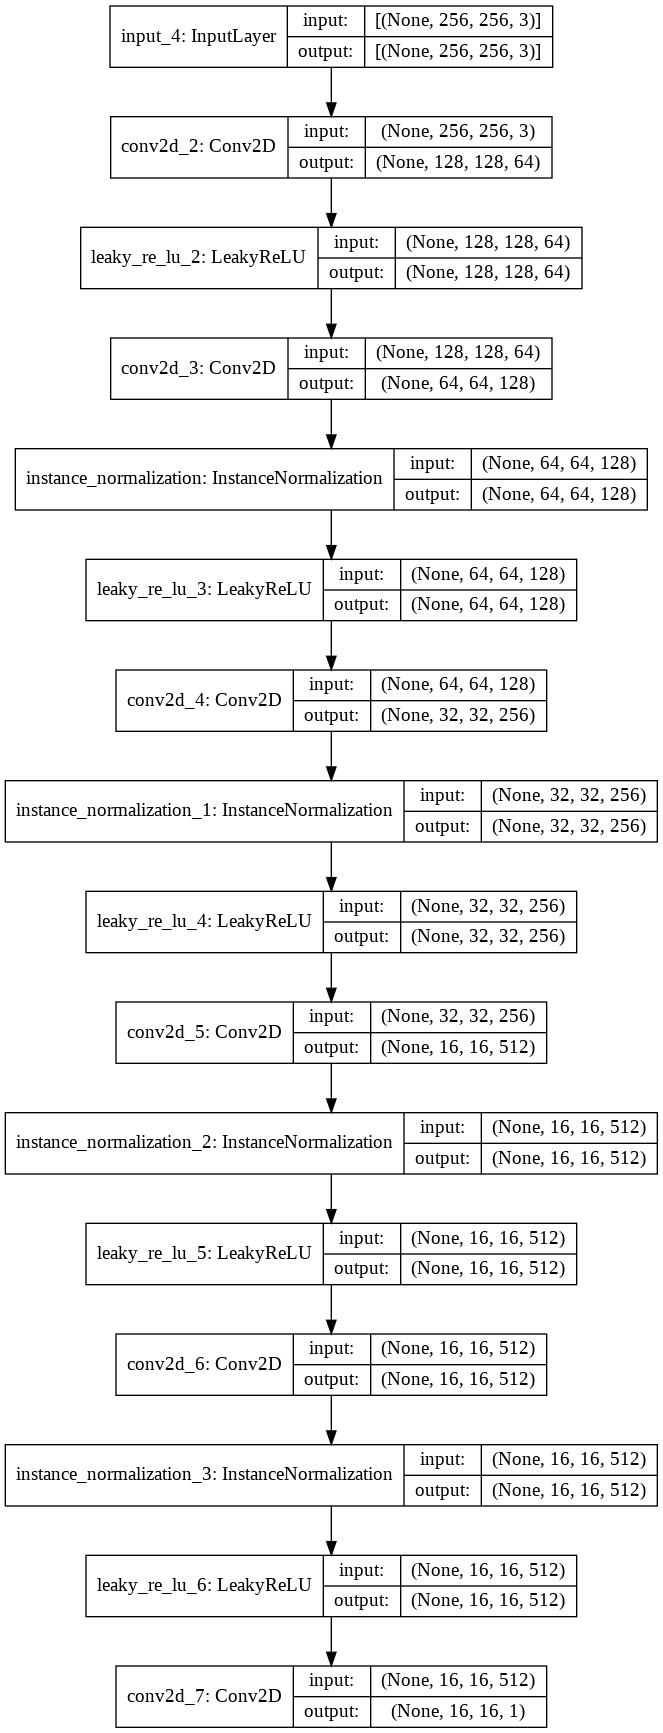 input_4: InputLayer
input:
[(None, 256, 256, 3)]
output:
[(None, 256, 256, 3)]
conv2d_2: Conv2D
input:
(None, 256, 256, 3)
output:
(None, 128, 128, 64)
leaky_re_lu_2: LeakyReLU
input:
(None, 128, 128, 64)
output:
(None, 128, 128, 64)
conv2d_3: Conv2D
input:
(None, 128, 128, 64)
output:
(None, 64, 64, 128)
instance_normalization: InstanceNormalization
input:
(None, 64, 64, 128)
output:
(None, 64, 64, 128)
leaky_re_lu_3: LeakyReLU
input:
(None, 64, 64, 128)
output:
(None, 64, 64, 128)
conv2d_4: Conv2D
input:
(None, 64, 64, 128)
output:
(None, 32, 32, 256)
instance_normalization_1: InstanceNormalization
input:
(None, 32, 32, 256)
output:
(None, 32, 32, 256)
leaky_re_lu_4: LeakyReLU
input:
(None, 32, 32, 256)
output:
(None, 32, 32, 256)
conv2d_5: Conv2D
input:
(None, 32, 32, 256)
output:
(None, 16, 16, 512)
instance_normalization_2: InstanceNormalization
input:
(None, 16, 16, 512)
output:
(None, 16, 16, 512)
leaky_re_lu_5: LeakyReLU
input:
(None, 16, 16, 512)
output:
(None, 16, 16, 512)
conv2d_6: Conv2D
input:
(None, 16, 16, 512)
output:
(None, 16, 16, 512)
instance_normalization_3: InstanceNormalization
input:
(None, 16, 16, 512)
output:
(None, 16, 16, 512)
leaky_re_lu_6: LeakyReLU
input:
(None, 16, 16, 512)
output:
(None, 16, 16, 512)
conv2d_7: Conv2D
input:
(None, 16, 16, 512)
output:
(None, 16, 16, 1)